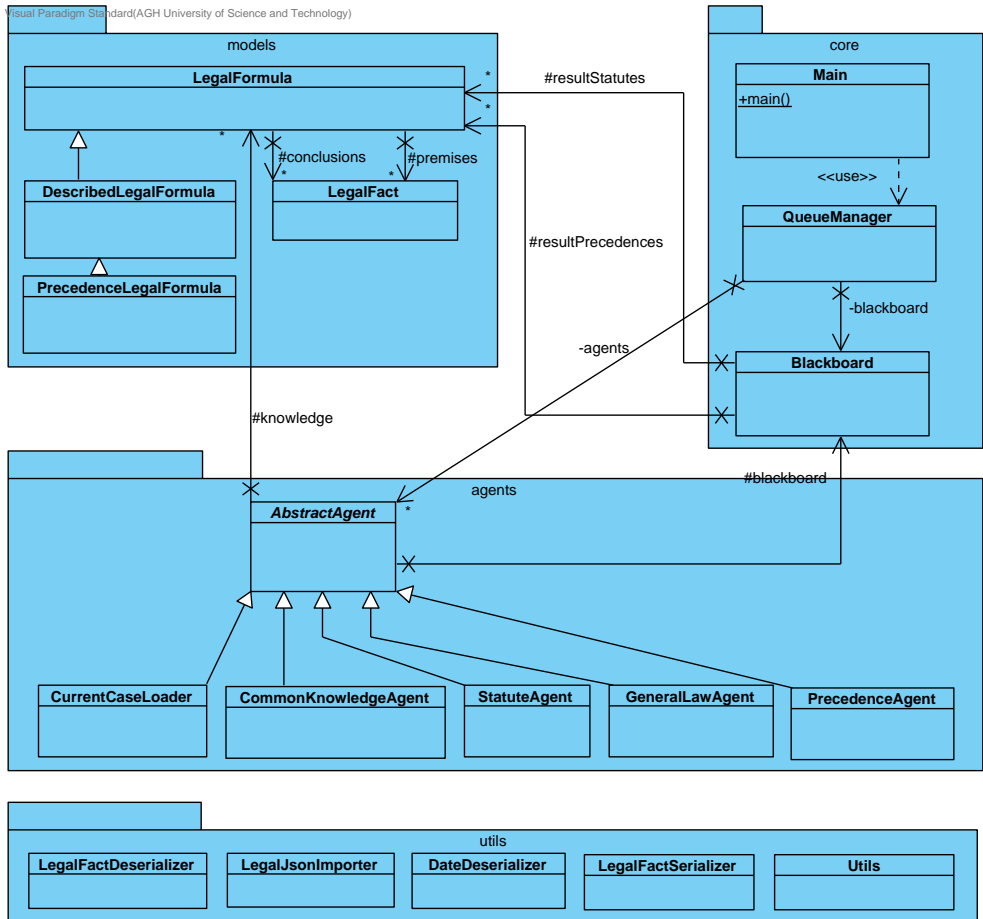 Visual Paradigm Standard(AGH University of Science and Technology)
models
LegalFormula
*
*
*
#conclusions
*
#premises
*
DescribedLegalFormula
LegalFact
PrecedenceLegalFormula
#resultStatutes
#resultPrecedences
core
Main
+main()
<<use>>
QueueManager
-blackboard
Blackboard
-agents
#knowledge
#blackboard
agents
AbstractAgent
*
CurrentCaseLoader
CommonKnowledgeAgent
StatuteAgent
GeneralLawAgent
PrecedenceAgent
utils
LegalFactDeserializer
LegalJsonImporter
DateDeserializer
LegalFactSerializer
Utils